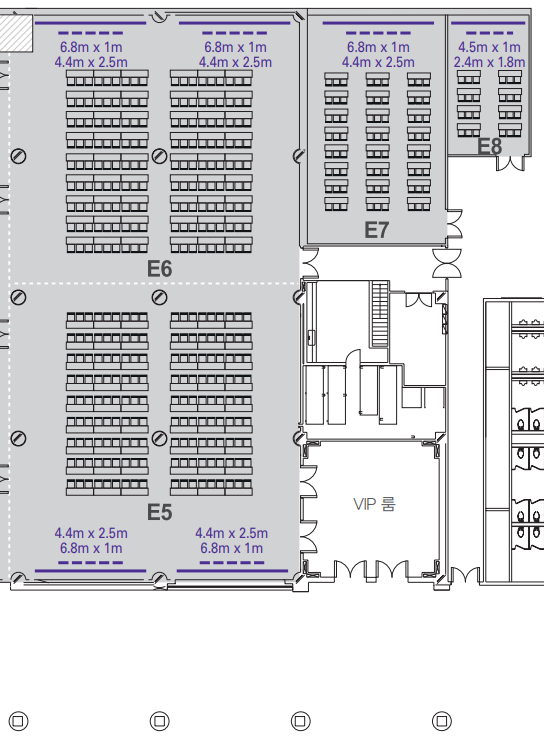 6.8m x 1m
4.4m x 2.5m
6.8m x 1m
4.4m x 2.5m
6.8m x 1m
4.4m x 2.5m
4.5m x 1m
2.4m x 1.8m
E8
E7
E6
VIP 룸
E5
4.4m x 2.5m
6.8m x 1m
4.4m x 2.5m
6.8m x 1m